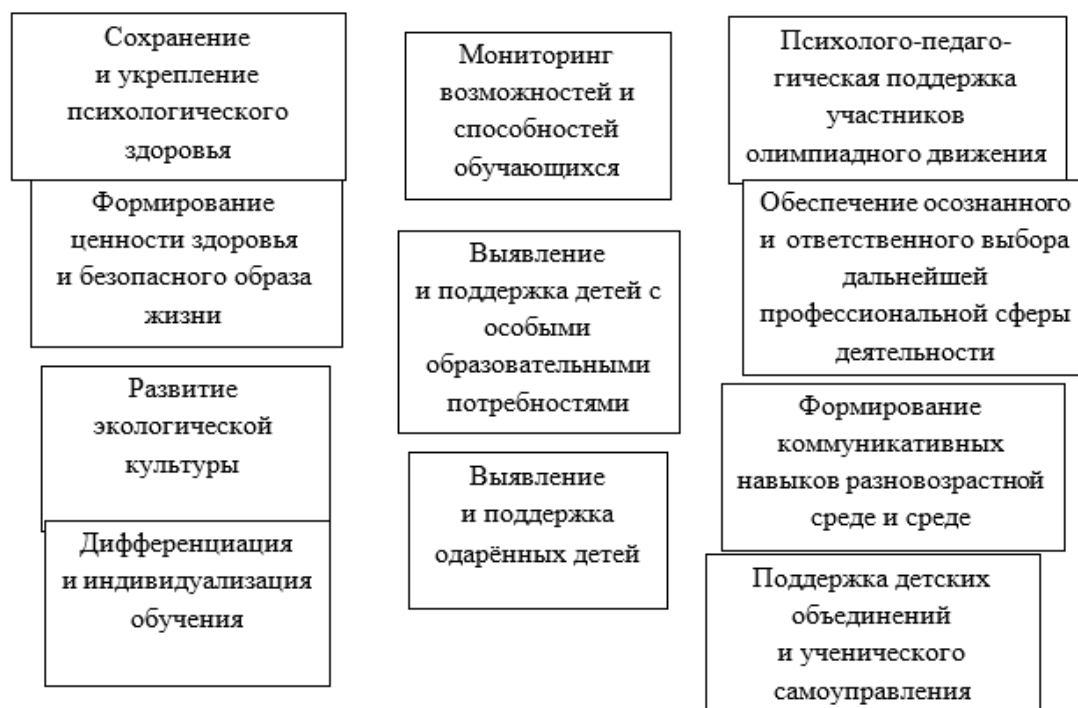 Сохранение
и укрепление
психологического
здоровья
Формирование
ценности здоровья
и безопасного образа
жизни
Развитие
экологической
культуры
Дифференциация
и индивидуализация
обучения
Мониторинг
возможностей и
способностей
обучающихся
Выявление
и поддержка детей с
особыми
образовательными
потребностями
Выявление
и поддержка
одарённых детей
Психолого-педаго-
гическая поддержка
участников
олимпиадного движения
Обеспечение осознанного
и ответственного выбора
дальнейшей
профессиональной сферы
деятельности
Формирование
коммуникативных
навыков разновозрастной
среде и среде
Поддержка детских
объединений
и ученического
самоуправления